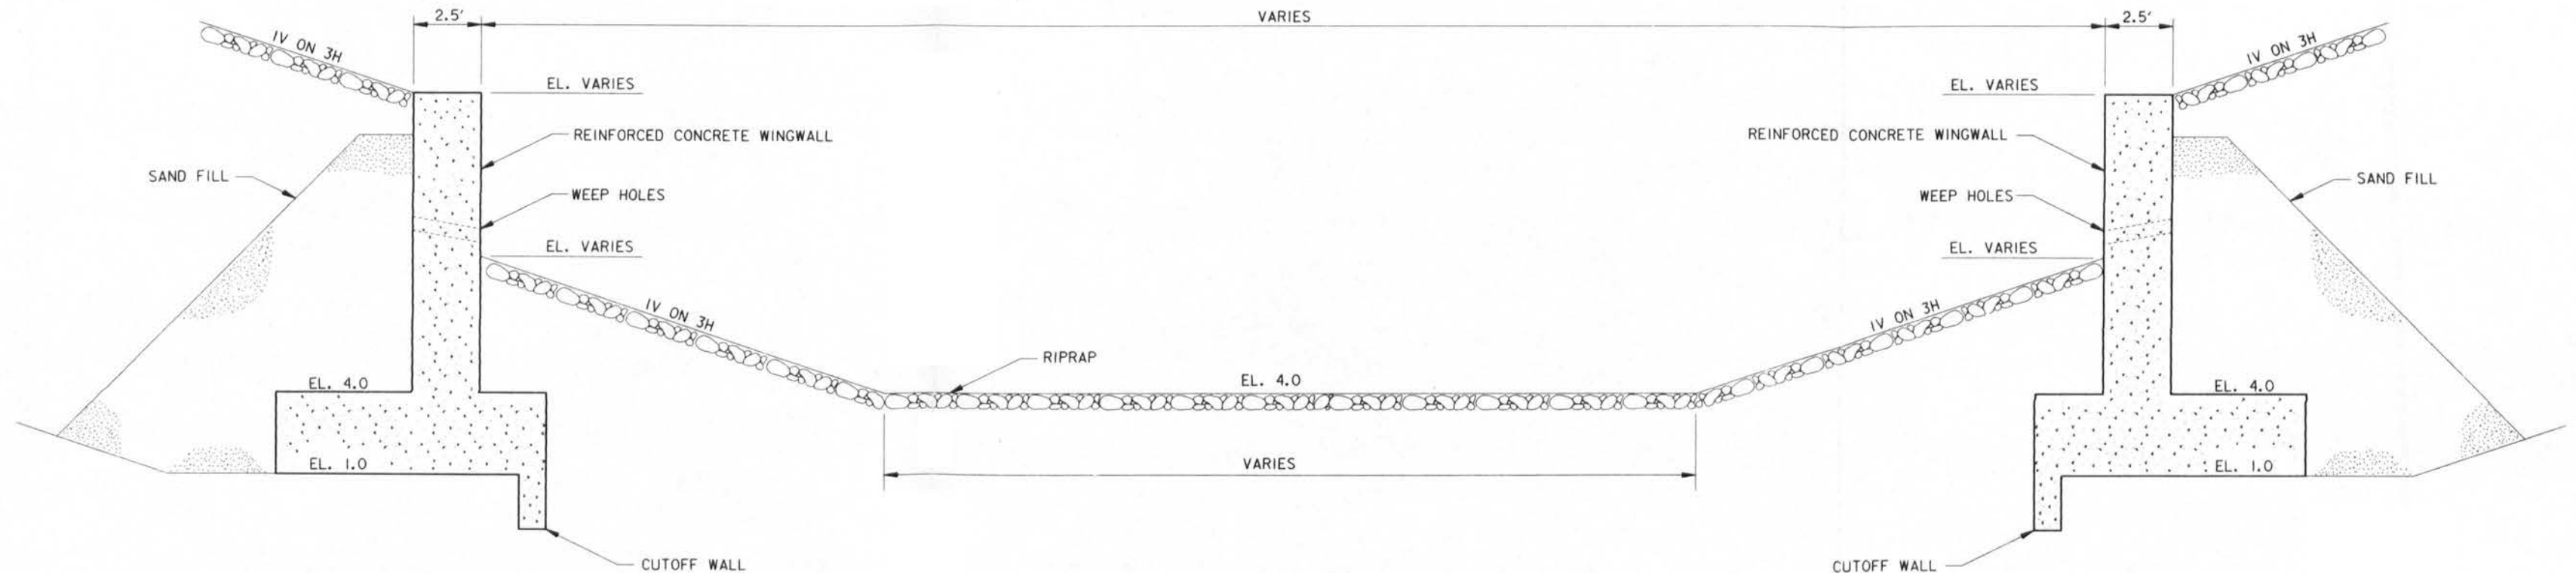 2.5'
VARIES
2.5'
1V ON 3H
1V ON 3H
EL. VARIES
EL. VARIES
REINFORCED CONCRETE WINGWALL
REINFORCED CONCRETE WINGWALL
SAND FILL
SAND FILL
WEEP HOLES
WEEP HOLES
EL. VARIES
EL. VARIES
1V ON 3H
1V ON 3H
RIPRAP
EL. 4.0
EL. 4.0
EL. 4.0
EL. 1.0
VARIES
EL. 1.0
CUTOFF WALL
CUTOFF WALL